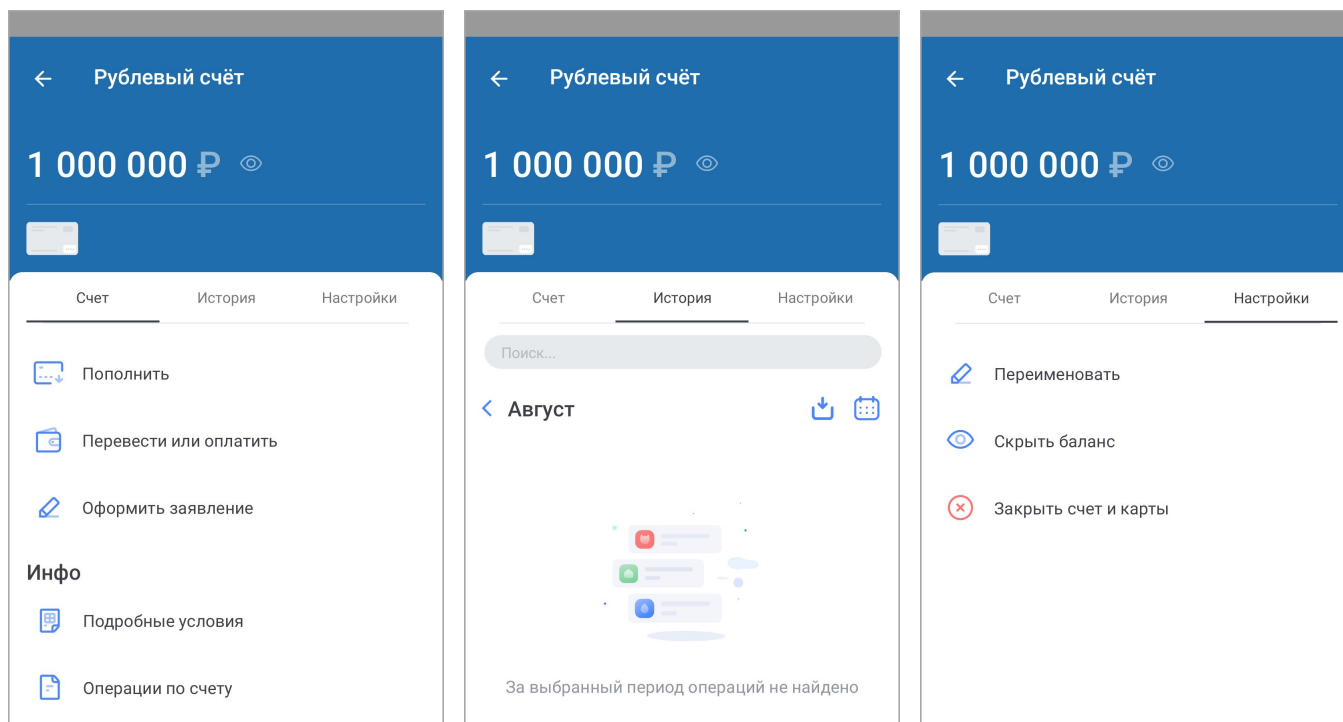 Рублевый счёт
1 000 000 ₽
Счет История Настройки
Пополнить
Перевести или оплатить
Оформить заявление
Инфо
Подробные условия
Операции по счету
Рублевый счёт
1 000 000 ₽
Счет История Настройки
Поиск...
Август
За выбранный период операций не найдено
Рублевый счёт
1 000 000 ₽
Счет История Настройки
Переименовать
Скрыть баланс
Закрыть счет и карты